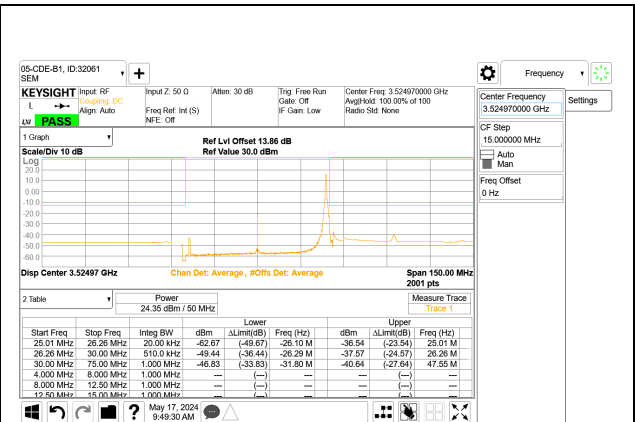 05-CDE-B1, ID:32061
SEM
Frequency
KEYSIGHT Input: RF Input Z: 50 Ω Atten: 30 dB Trig: Free Run Center Freq: 3.524970000 GHz
L Coupling: DC Gate: Off Avg|Hold: 100.00% of 100
Align: Auto Freq Ref: Int (S) IF Gain: Low Radio Std: None
PASS NFE: Off
Center Frequency
3.524970000 GHz
Settings
CF Step
15.000000 MHz
Auto
Man
Freq Offset
0 Hz
1 Graph
Ref Lvl Offset 13.86 dB
Scale/Div 10 dB Ref Value 30.0 dBm
Log
20.0
10.0
0.00
-10.0
-20.0
-30.0
-40.0
-50.0
-60.0
Disp Center 3.52497 GHz Chan Det: Average, #Offs Det: Average Span 150.00 MHz
2001 pts
2 Table Power Measure Trace
24.35 dBm / 50 MHz Trace 1
Lower Upper
Start Freq Stop Freq Integ BW dBm ΔLimit(dB) Freq (Hz) dBm ΔLimit(dB) Freq (Hz)
25.01 MHz 26.26 MHz 20.00 kHz -62.67 (-49.67) -26.10 M -36.54 (-23.54) 25.01 M
26.26 MHz 30.00 MHz 510.0 kHz -49.44 (-36.44) -26.29 M -37.57 (-24.57) 26.26 M
30.00 MHz 75.00 MHz 1.000 MHz -46.83 (-33.83) -31.80 M -40.64 (-27.64) 47.55 M
4.000 MHz 8.000 MHz 1.000 MHz --- (---) --- --- (---) ---
8.000 MHz 12.50 MHz 1.000 MHz --- (---) --- --- (---) ---
12.50 MHz 15.00 MHz 1.000 MHz --- (---) --- --- (---) ---
May 17, 2024
9:49:30 AM